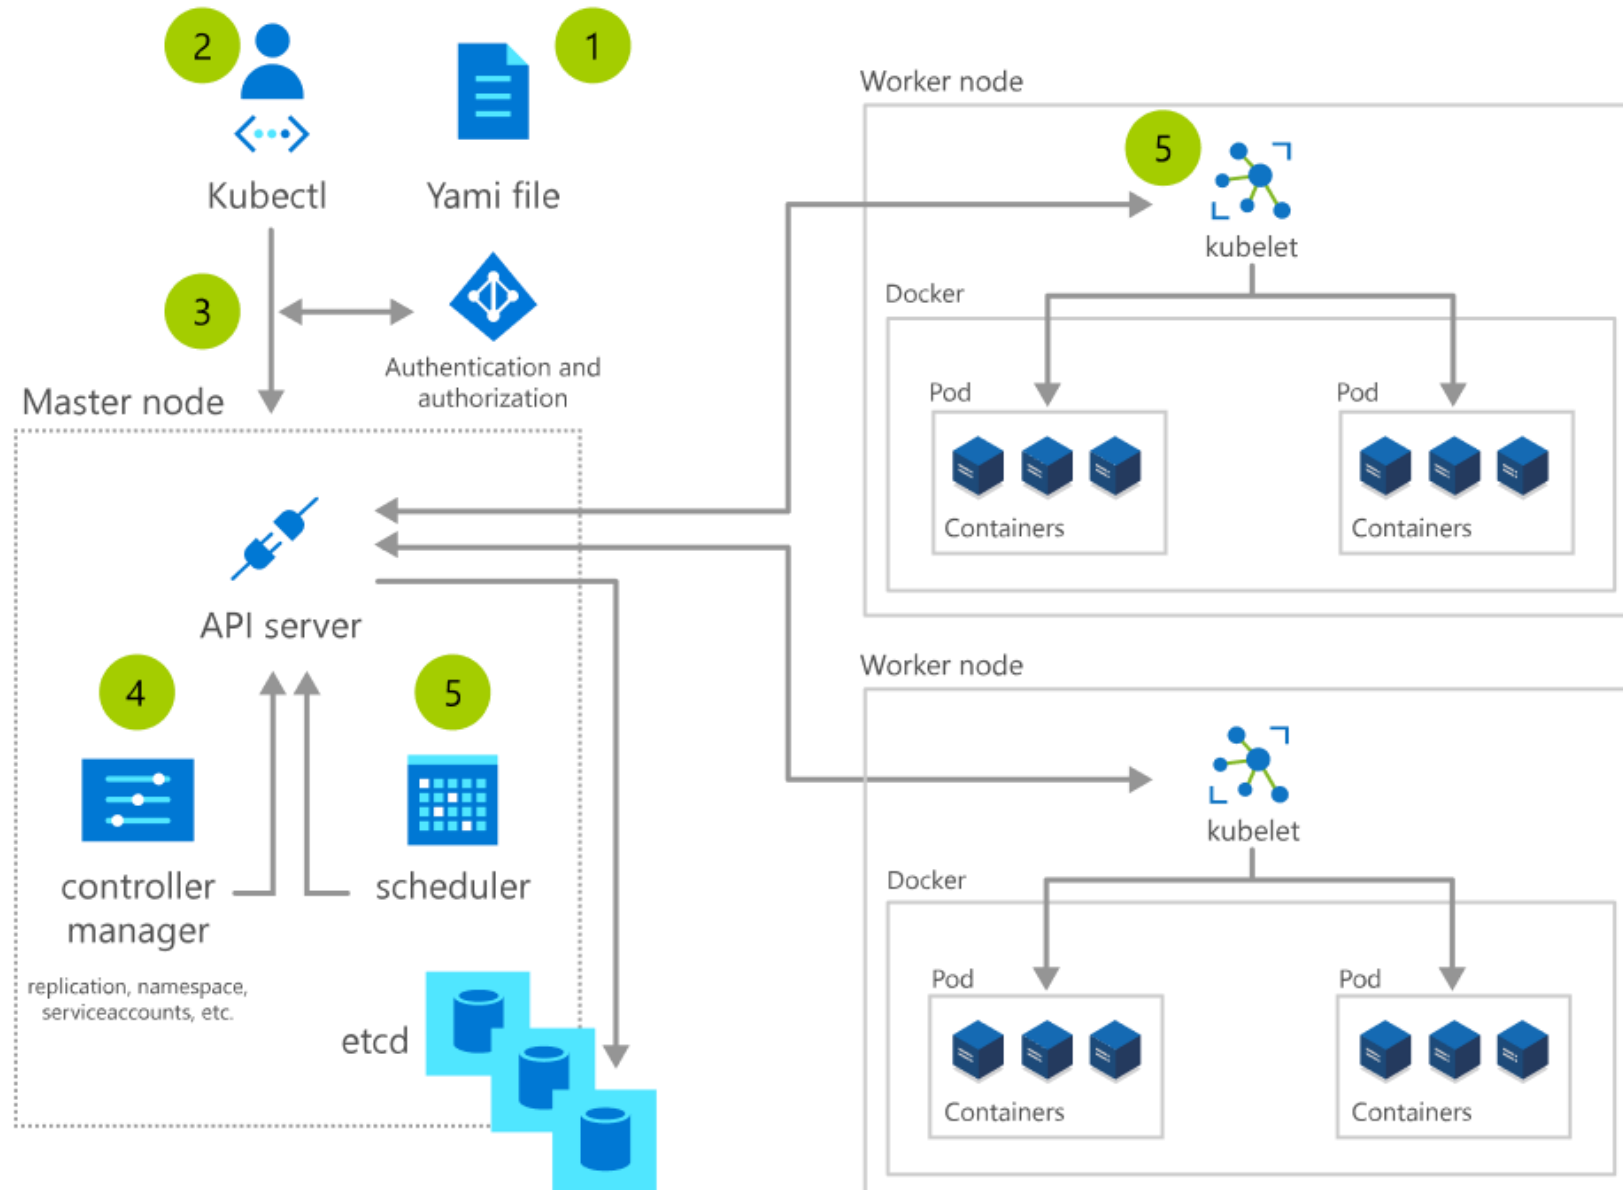 2
1
Kubectl
Yami file
3
Authentication and
authorization
Master node
API server
4
5
controller
manager
scheduler
replication, namespace,
serviceaccounts, etc.
etcd
Worker node
5
kubelet
Docker
Pod
Pod
Containers
Containers
Worker node
kubelet
Docker
Pod
Pod
Containers
Containers